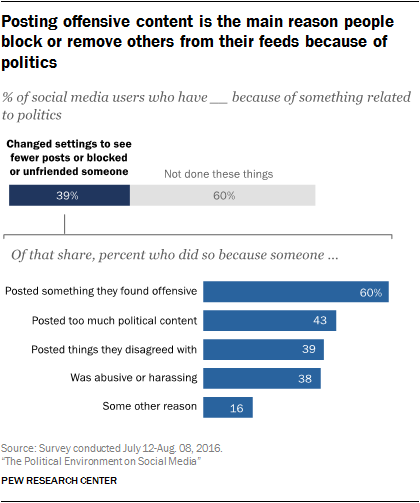 Posting offensive content is the main reason people
block or remove others from their feeds because of
politics
% of social media users who have __ because of something related
to politics
Changed settings to see
fewer posts or blocked
or unfriended someone
Not done these things
39%
60%
Of that share, percent who did so because someone ...
Posted something they found offensive 60%
Posted too much political content 43
Posted things they disagreed with 39
Was abusive or harassing 38
Some other reason 16
Source: Survey conducted July 12-Aug. 08, 2016.
“The Political Environment on Social Media”
PEW RESEARCH CENTER